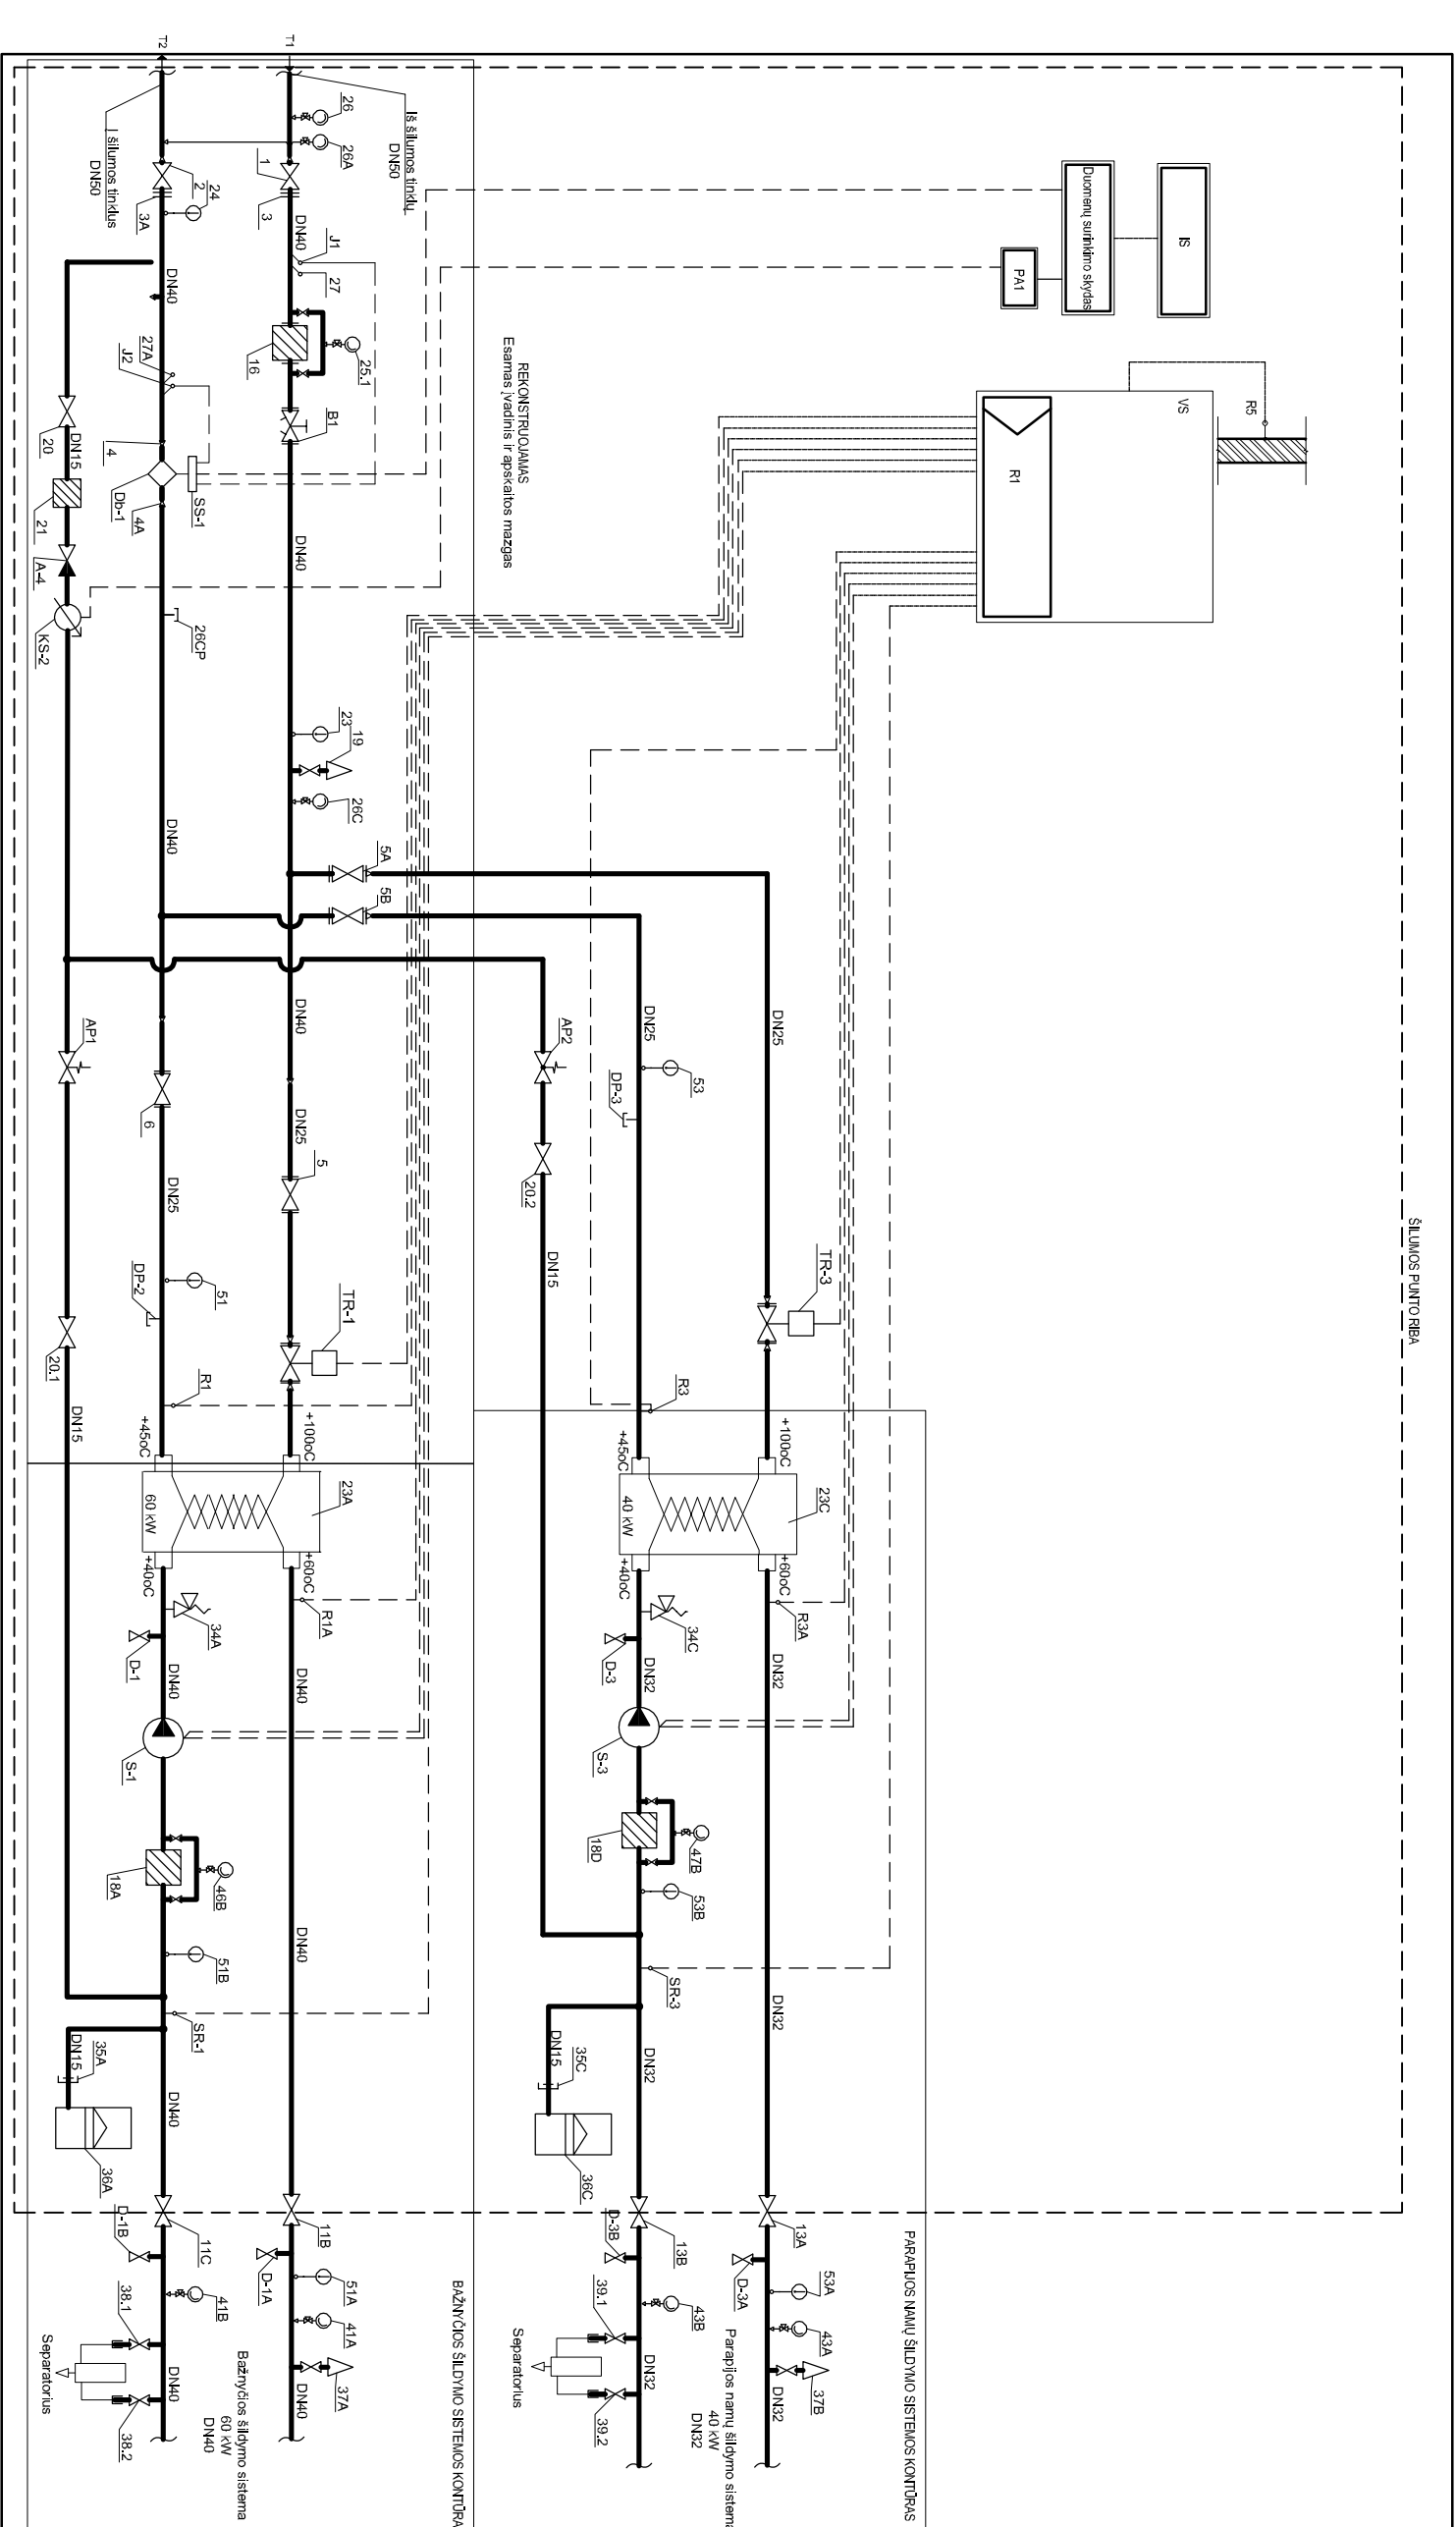 ŠILUMOS PUNTO RIBA
IS
Duomenų surinkimo skydas
PA1
VS
R1
R5
T1
T2
Iš šilumos tinklų
DN50
Į šilumos tinklus
DN50
REKONSTRUOJAMAS
Esamas įvadinis ir apskaitos mazgas
26
26A
1
3
DN40
J1
27
16
25.1
B1
DN40
23
19
26C
5A
5B
DN40
DN25
5
TR-1
+100oC
2
24
3A
DN40
27A
J2
4
Db-1
4A
SS-1
26CP
DN40
6
DN25
51
DP-2
R1
+45oC
20
DN15
21
A-4
KS-2
AP1
20.1
DN15
DN25
TR-3
+100oC
DN25
53
DP-3
R3
+45oC
AP2
20.2
DN15
23C
40 kW
+60oC
+40oC
R3A
DN32
34C
D-3
DN32
S-3
18D
47B
53B
SR-3
DN32
DN32
DN15
35C
36C
23A
60 kW
+60oC
+40oC
R1A
DN40
34A
D-1
DN40
S-1
18A
46B
51B
SR-1
DN40
DN40
DN15
35A
36A
PARAPIJOS NAMŲ ŠILDYMO SISTEMOS KONTŪRAS
13A
D-3A
53A
43A
37B
DN32
Parapijos namų šildymo sistema
40 kW
DN32
13B
D-3B
43B
39.1
DN32
39.2
Separatorius
BAŽNYČIOS ŠILDYMO SISTEMOS KONTŪRA
11B
D-1A
51A
41A
37A
DN40
Bažnyčios šildymo sistema
60 kW
DN40
11C
D-1B
41B
38.1
DN40
38.2
Separatorius